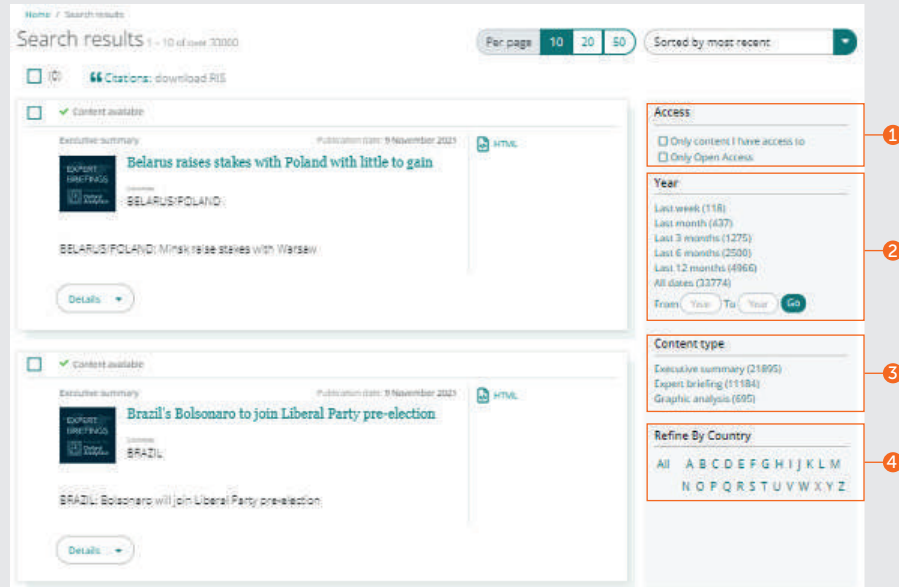 Home / Search results
Search results 1 - 10 of over 33000
Per page 10 20 50
Sorted by most recent
(0) Citations: download RIS
Content available
Executive summary
Publication date: 9 November 2021
HTML
EXPERT BRIEFINGS
Oxford Analytica
Belarus raises stakes with Poland with little to gain
BELARUS/POLAND
BELARUS/POLAND: Minsk raise stakes with Warsaw
Details
Content available
Executive summary
Publication date: 9 November 2021
HTML
EXPERT BRIEFINGS
Oxford Analytica
Brazil's Bolsonaro to join Liberal Party pre-election
BRAZIL
BRAZIL: Bolsonaro will join Liberal Party pre-election
Details
Access
1
Only content I have access to
Only Open Access
Year
Last week (118)
Last month (437)
Last 3 months (1275)
2
Last 6 months (2500)
Last 12 months (4966)
All dates (33774)
From Year To Year Go
Content type
Executive summary (21895)
3
Expert briefing (11184)
Graphic analysis (695)
Refine By Country
All A B C D E F G H I J K L M
4
N O P Q R S T U V W X Y Z